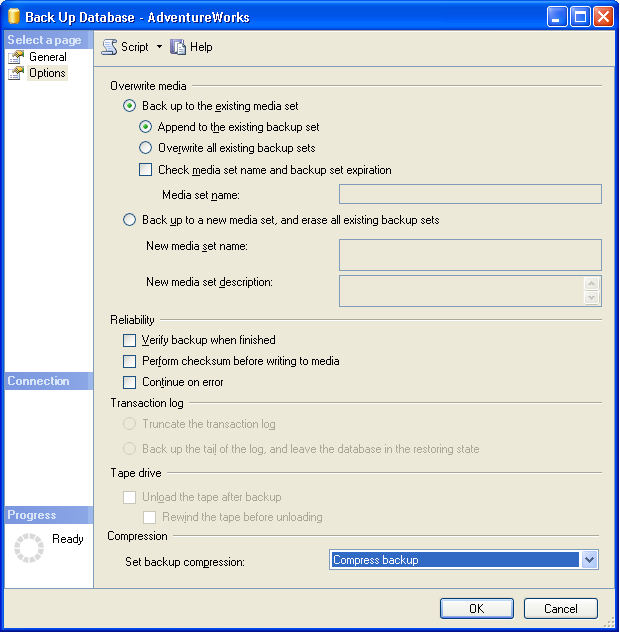 Back Up Database - AdventureWorks
Select a page
General
Options
Script
Help
Overwrite media
Back up to the existing media set
Append to the existing backup set
Overwrite all existing backup sets
Check media set name and backup set expiration
Media set name:
Back up to a new media set, and erase all existing backup sets
New media set name:
New media set description:
Reliability
Verify backup when finished
Perform checksum before writing to media
Continue on error
Connection
Transaction log
Truncate the transaction log
Back up the tail of the log, and leave the database in the restoring state
Tape drive
Unload the tape after backup
Rewind the tape before unloading
Progress
Ready
Compression
Set backup compression:
Compress backup
OK
Cancel